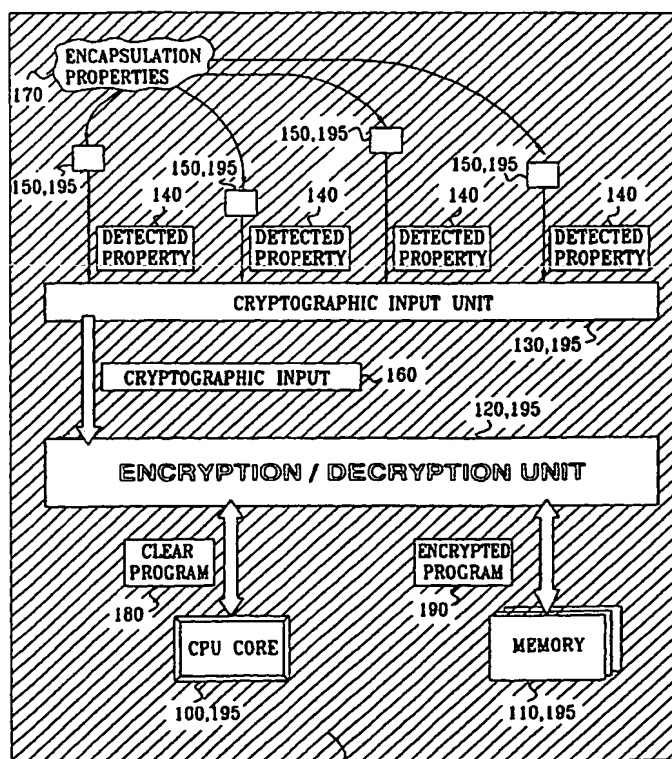 ENCAPSULATION
PROPERTIES
170
150,195
150,195
150,195
150,195
140
140
140
140
DETECTED
PROPERTY
DETECTED
PROPERTY
DETECTED
PROPERTY
DETECTED
PROPERTY
CRYPTOGRAPHIC INPUT UNIT
130,195
CRYPTOGRAPHIC INPUT
160
120,195
ENCRYPTION / DECRYPTION UNIT
CLEAR
PROGRAM
180
ENCRYPTED
PROGRAM
190
CPU CORE
MEMORY
100,195
110,195